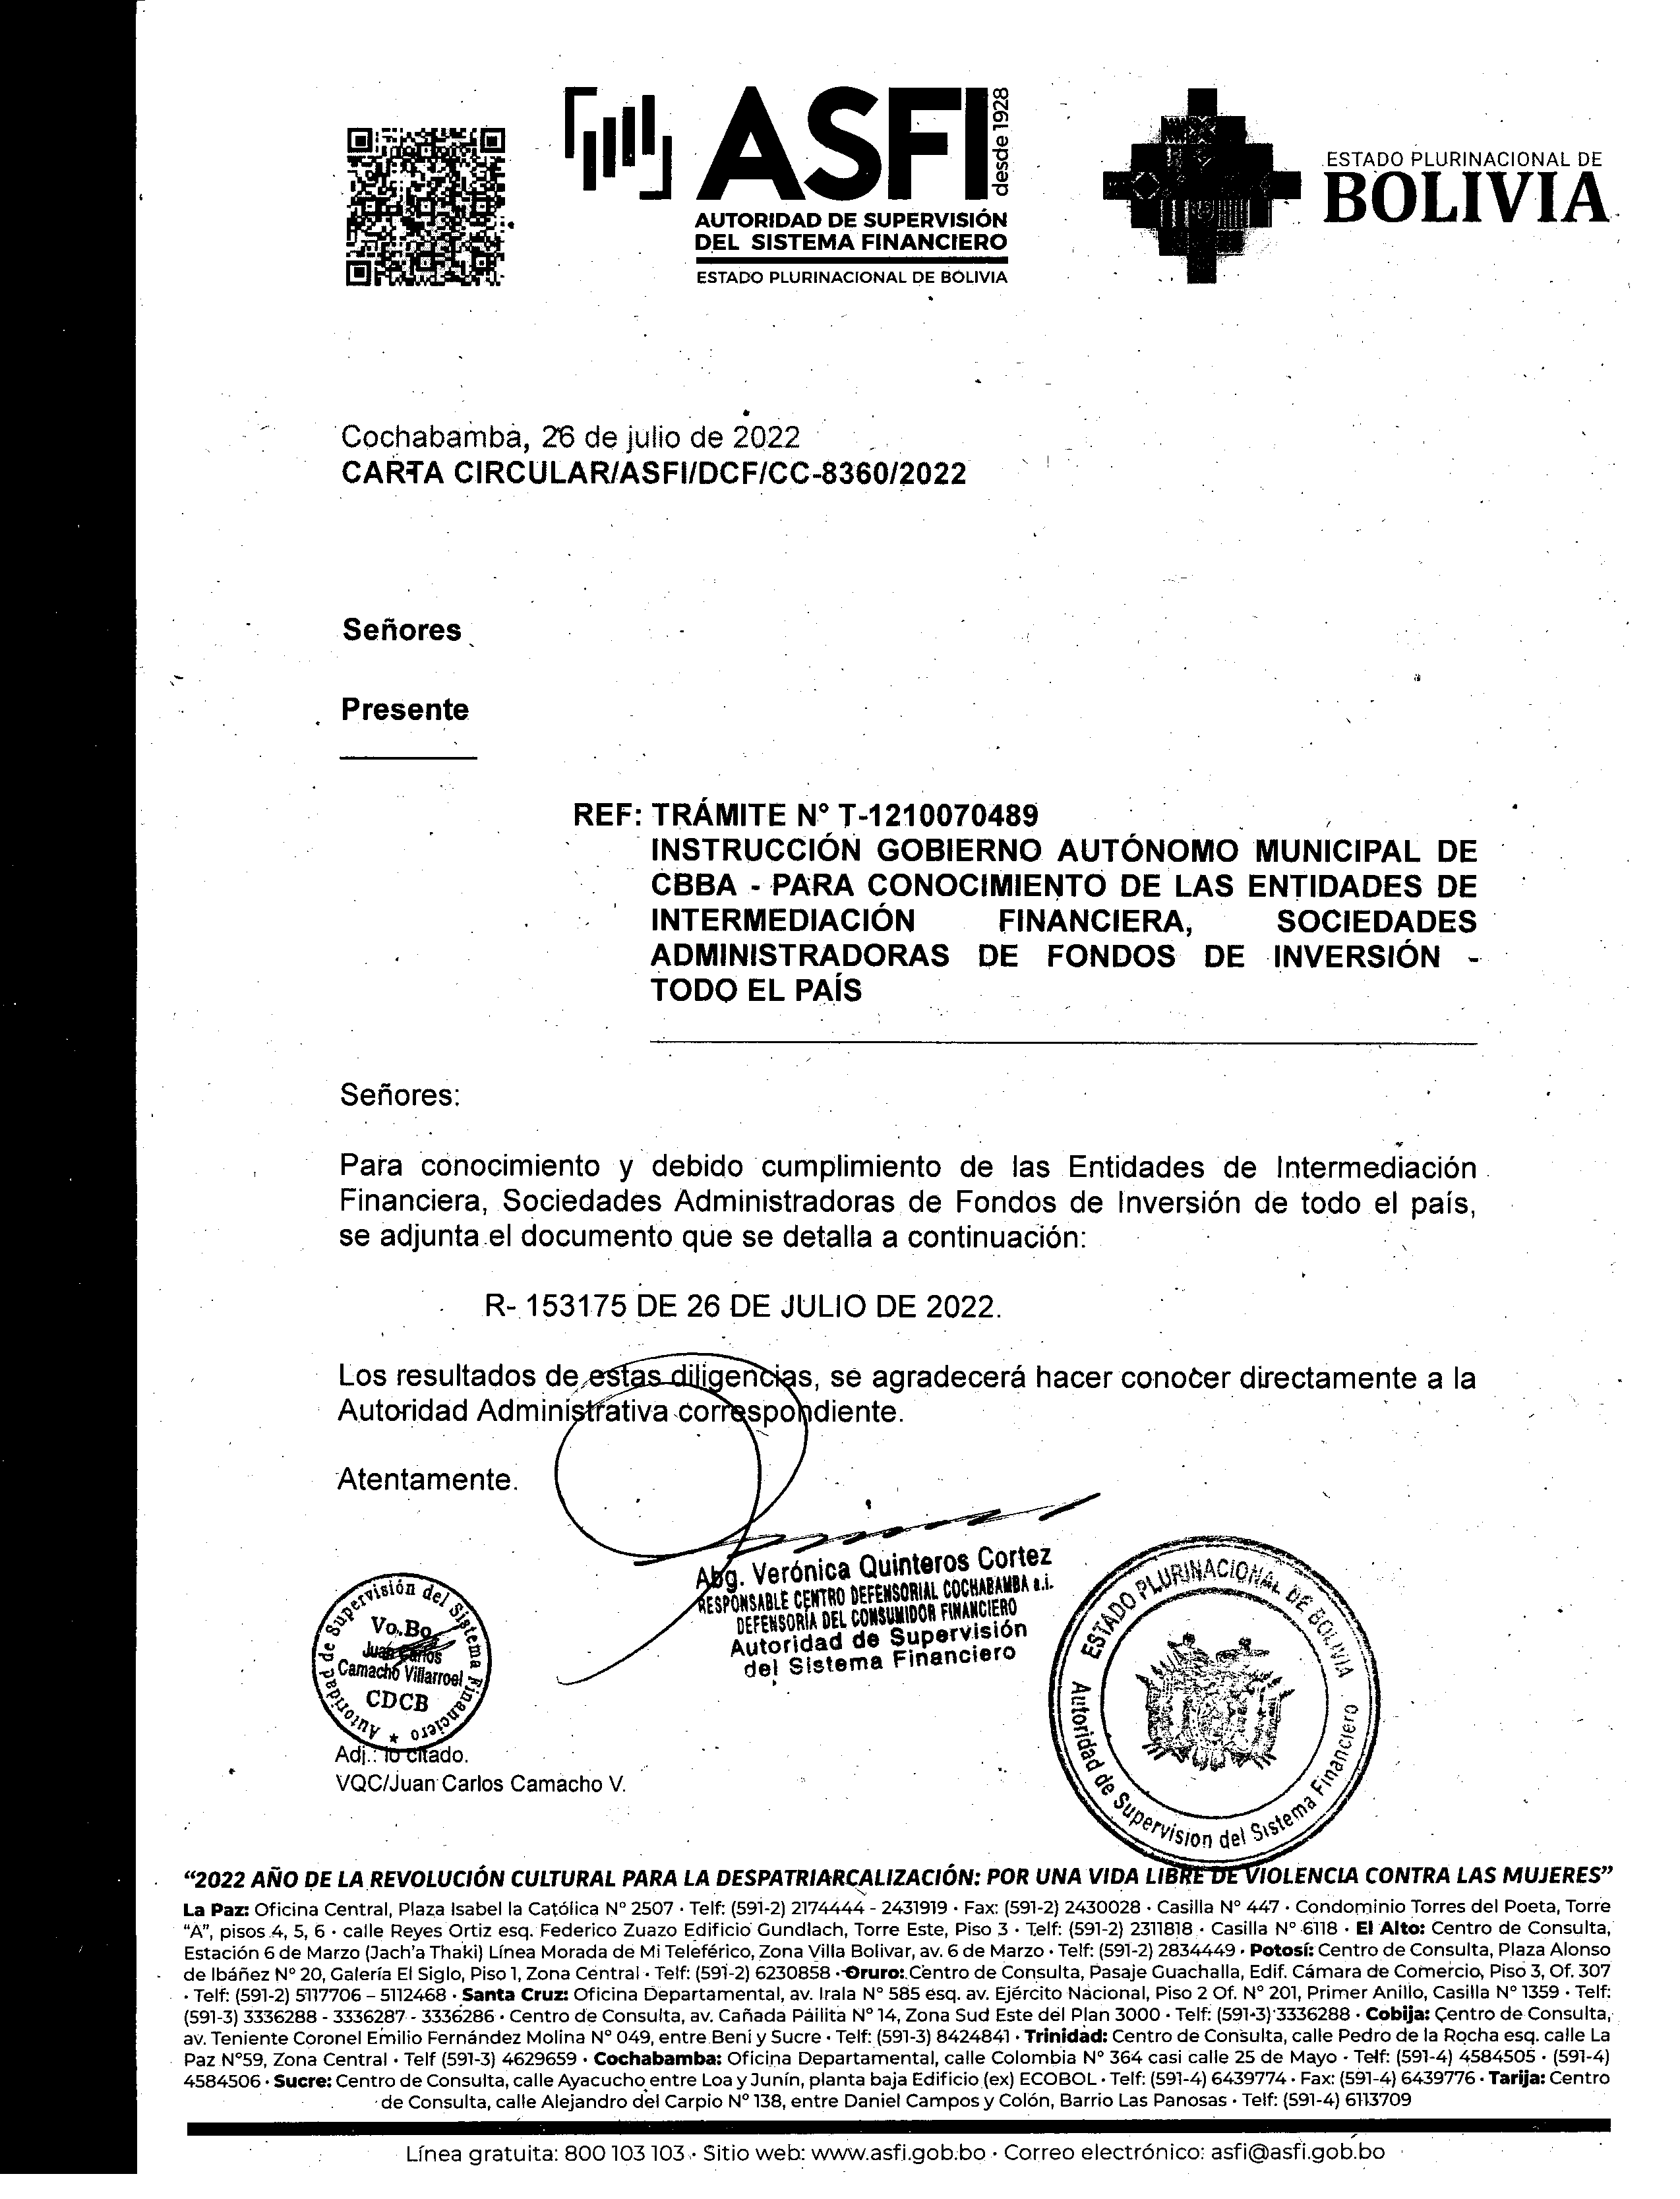 ASFI
desde 1928
AUTORIDAD DE SUPERVISIÓN
DEL SISTEMA FINANCIERO
ESTADO PLURINACIONAL DE BOLIVIA
ESTADO PLURINACIONAL DE
BOLIVIA
Cochabamba, 26 de julio de 2022
CARTA CIRCULAR/ASFI/DCF/CC-8360/2022
Señores
Presente
REF: TRÁMITE N° T-1210070489
INSTRUCCIÓN GOBIERNO AUTÓNOMO MUNICIPAL DE
CBBA - PARA CONOCIMIENTO DE LAS ENTIDADES DE
INTERMEDIACIÓN FINANCIERA, SOCIEDADES
ADMINISTRADORAS DE FONDOS DE INVERSIÓN -
TODO EL PAÍS
Señores:
Para conocimiento y debido cumplimiento de las Entidades de Intermediación
Financiera, Sociedades Administradoras de Fondos de Inversión de todo el país,
se adjunta el documento que se detalla a continuación:
R- 153175 DE 26 DE JULIO DE 2022.
Los resultados de estas diligencias, se agradecerá hacer conocer directamente a la
Autoridad Administrativa correspondiente.
Atentamente.
Abg. Verónica Quinteros Cortez
RESPONSABLE CENTRO DEFENSORIAL COCHABAMBA a.i.
DEFENSORÍA DEL CONSUMIDOR FINANCIERO
Autoridad de Supervisión
del Sistema Financiero
Autoridad de Supervisión del Sistema Financiero
Vo.Bo.
Juan Carlos
Camacho Villarroel
CDCB
ESTADO PLURINACIONAL DE BOLIVIA
Autoridad de Supervision del Sistema Financiero
Adj.: lo citado.
VQC/Juan Carlos Camacho V.
“2022 AÑO DE LA REVOLUCIÓN CULTURAL PARA LA DESPATRIARCALIZACIÓN: POR UNA VIDA LIBRE DE VIOLENCIA CONTRA LAS MUJERES”
La Paz: Oficina Central, Plaza Isabel la Católica N° 2507 · Telf: (591-2) 2174444 - 2431919 · Fax: (591-2) 2430028 · Casilla N° 447 · Condominio Torres del Poeta, Torre
“A”, pisos 4, 5, 6 · calle Reyes Ortiz esq. Federico Zuazo Edificio Gundlach, Torre Este, Piso 3 · Telf: (591-2) 2311818 · Casilla N° 6118 · El Alto: Centro de Consulta,
Estación 6 de Marzo (Jach’a Thaki) Línea Morada de Mi Teleférico, Zona Villa Bolivar, av. 6 de Marzo · Telf: (591-2) 2834449 · Potosí: Centro de Consulta, Plaza Alonso
de Ibáñez N° 20, Galería El Siglo, Piso 1, Zona Central · Telf: (591-2) 6230858 · Oruro: Centro de Consulta, Pasaje Guachalla, Edif. Cámara de Comercio, Piso 3, Of. 307
· Telf: (591-2) 5117706 – 5112468 · Santa Cruz: Oficina Departamental, av. Irala N° 585 esq. av. Ejército Nacional, Piso 2 Of. N° 201, Primer Anillo, Casilla N° 1359 · Telf:
(591-3) 3336288 - 3336287 - 3336286 · Centro de Consulta, av. Cañada Pailita N° 14, Zona Sud Este del Plan 3000 · Telf: (591-3) 3336288 · Cobija: Centro de Consulta,
av. Teniente Coronel Emilio Fernández Molina N° 049, entre Beni y Sucre · Telf: (591-3) 8424841 · Trinidad: Centro de Consulta, calle Pedro de la Rocha esq. calle La
Paz N°59, Zona Central · Telf (591-3) 4629659 · Cochabamba: Oficina Departamental, calle Colombia N° 364 casi calle 25 de Mayo · Telf: (591-4) 4584505 · (591-4)
4584506 · Sucre: Centro de Consulta, calle Ayacucho entre Loa y Junín, planta baja Edificio (ex) ECOBOL · Telf: (591-4) 6439774 · Fax: (591-4) 6439776 · Tarija: Centro
de Consulta, calle Alejandro del Carpio N° 138, entre Daniel Campos y Colón, Barrio Las Panosas · Telf: (591-4) 6113709
Línea gratuita: 800 103 103 · Sitio web: www.asfi.gob.bo · Correo electrónico: asfi@asfi.gob.bo